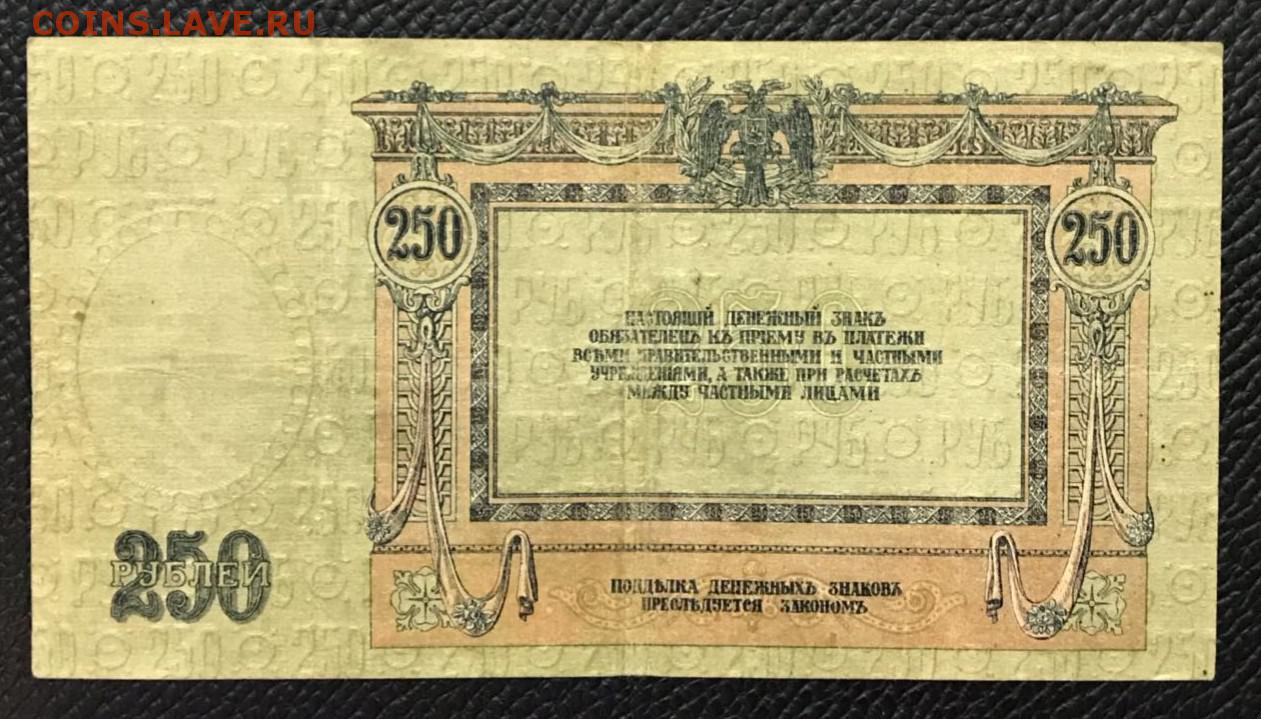 COINS.LAVE.RU
250
250
НАСТОЯЩІЙ ДЕНЕЖНЫЙ ЗНАКЪ
ОБЯЗАТЕЛЕНЪ КЪ ПРІЕМУ ВЪ ПЛАТЕЖИ
ВСѢМИ ПРАВИТЕЛЬСТВЕННЫМИ И ЧАСТНЫМИ
УЧРЕЖДЕНІЯМИ, А ТАКЖЕ ПРИ РАСЧЕТАХЪ
МЕЖДУ ЧАСТНЫМИ ЛИЦАМИ
250
РУБЛЕЙ
ПОДДѢЛКА ДЕНЕЖНЫХЪ ЗНАКОВЪ
ПРЕСЛѢДУЕТСЯ ЗАКОНОМЪ